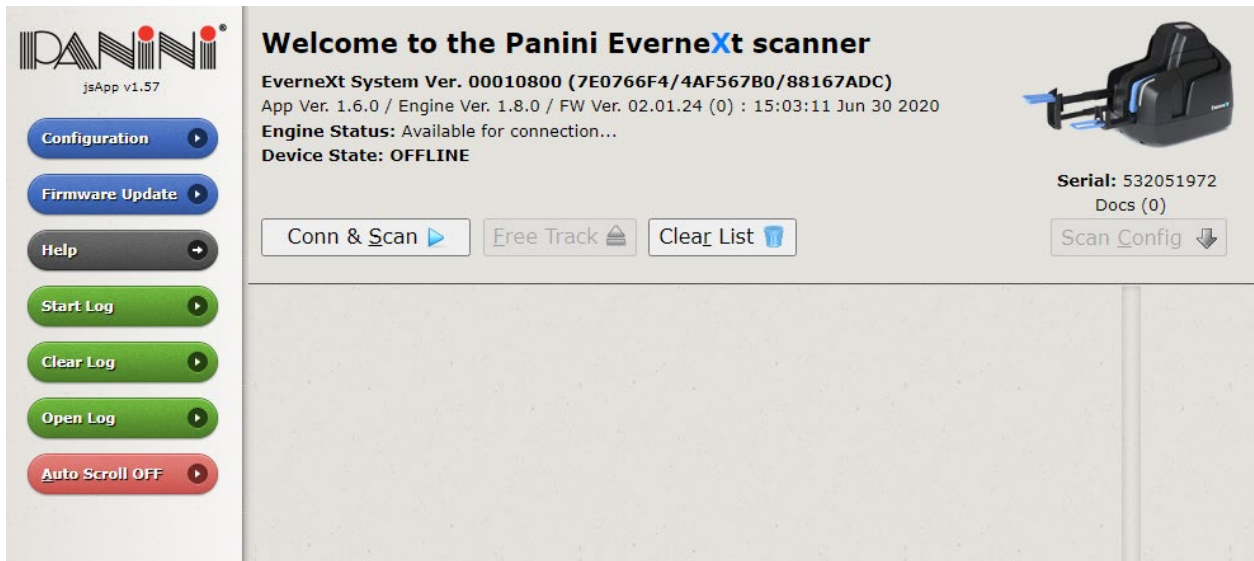 PANINI®
jsApp v1.57
Configuration
Firmware Update
Help
Start Log
Clear Log
Open Log
Auto Scroll OFF
Welcome to the Panini EverneXt scanner
EverneXt System Ver. 00010800 (7E0766F4/4AF567B0/88167ADC)
App Ver. 1.6.0 / Engine Ver. 1.8.0 / FW Ver. 02.01.24 (0) : 15:03:11 Jun 30 2020
Engine Status: Available for connection...
Device State: OFFLINE
Serial: 532051972
Docs (0)
Conn & Scan
Free Track
Clear List
Scan Config